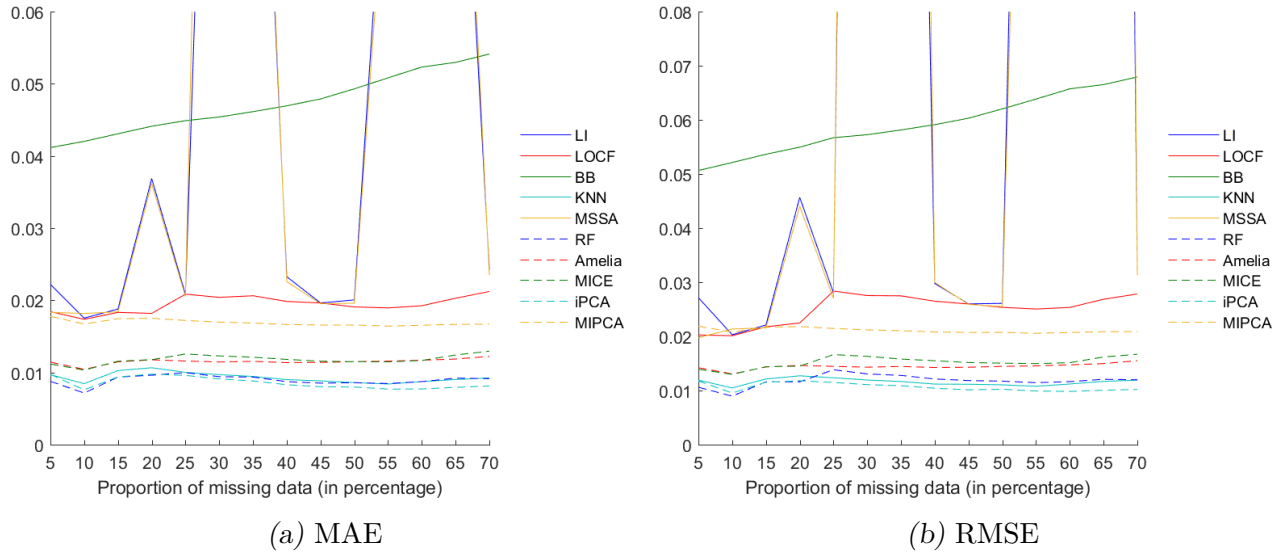 0.06
0.05
0.04
0.03
0.02
0.01
0
5 10 15 20 25 30 35 40 45 50 55 60 65 70
Proportion of missing data (in percentage)
LI
LOCF
BB
KNN
MSSA
RF
Amelia
MICE
iPCA
MIPCA
(a) MAE
0.08
0.07
0.06
0.05
0.04
0.03
0.02
0.01
0
5 10 15 20 25 30 35 40 45 50 55 60 65 70
Proportion of missing data (in percentage)
LI
LOCF
BB
KNN
MSSA
RF
Amelia
MICE
iPCA
MIPCA
(b) RMSE